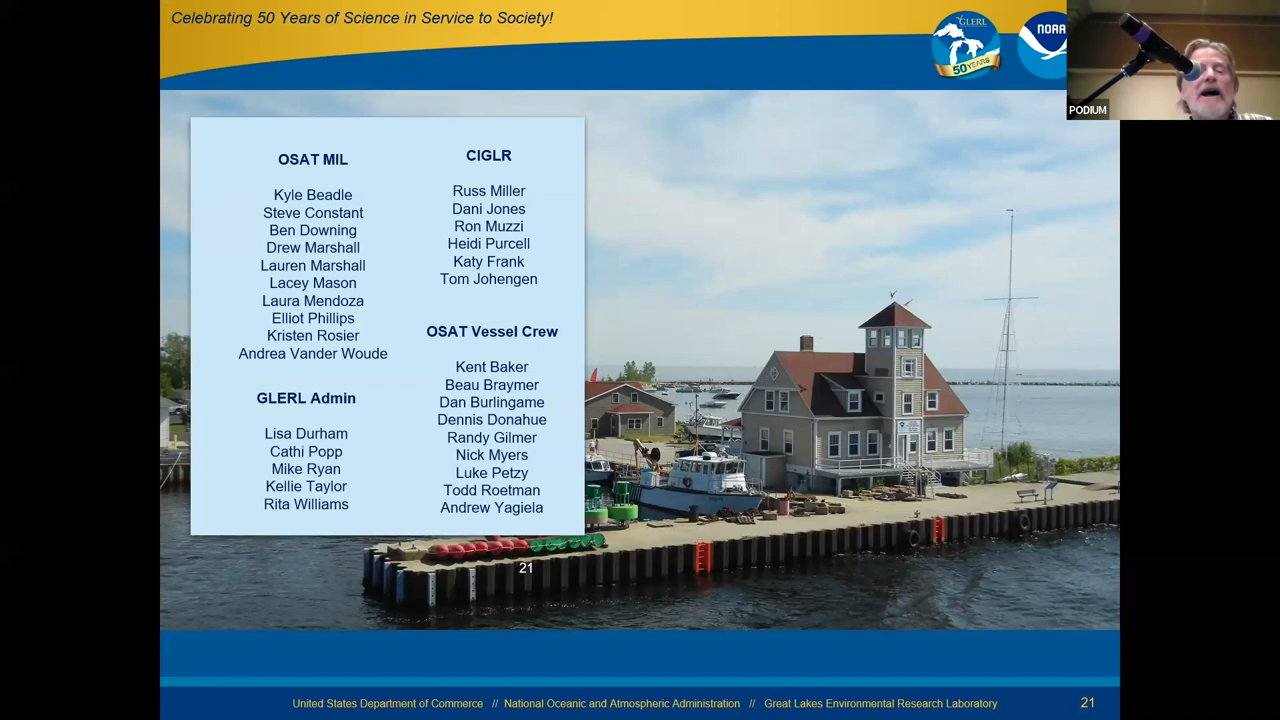 Celebrating 50 Years of Science in Service to Society!
GLERL
50 YEARS
NOAA
PODIUM
OSAT MIL
Kyle Beadle
Steve Constant
Ben Downing
Drew Marshall
Lauren Marshall
Lacey Mason
Laura Mendoza
Elliot Phillips
Kristen Rosier
Andrea Vander Woude
GLERL Admin
Lisa Durham
Cathi Popp
Mike Ryan
Kellie Taylor
Rita Williams
CIGLR
Russ Miller
Dani Jones
Ron Muzzi
Heidi Purcell
Katy Frank
Tom Johengen
OSAT Vessel Crew
Kent Baker
Beau Braymer
Dan Burlingame
Dennis Donahue
Randy Gilmer
Nick Myers
Luke Petzy
Todd Roetman
Andrew Yagiela
21
United States Department of Commerce // National Oceanic and Atmospheric Administration // Great Lakes Environmental Research Laboratory
21